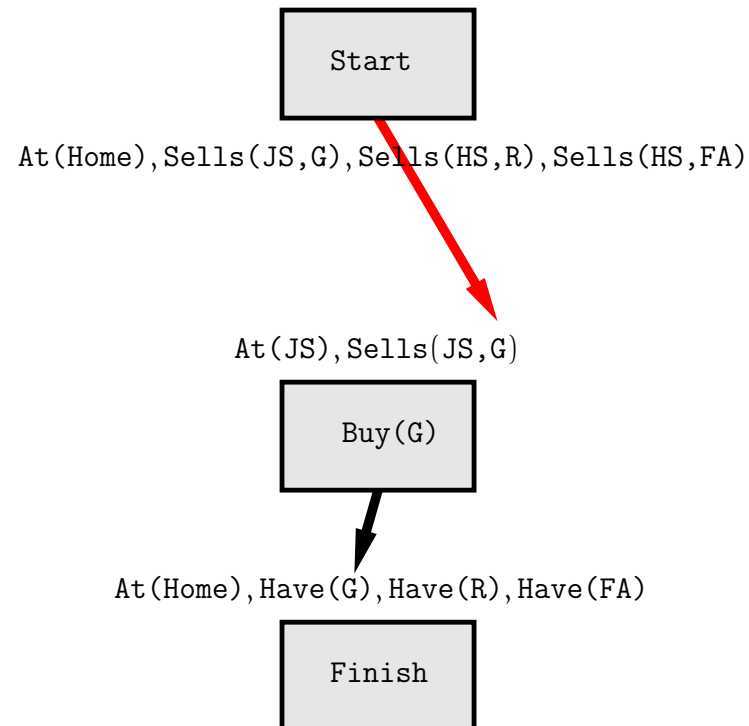 Start
At(Home),Sells(JS,G),Sells(HS,R),Sells(HS,FA)
At(JS),Sells(JS,G)
Buy(G)
At(Home),Have(G),Have(R),Have(FA)
Finish